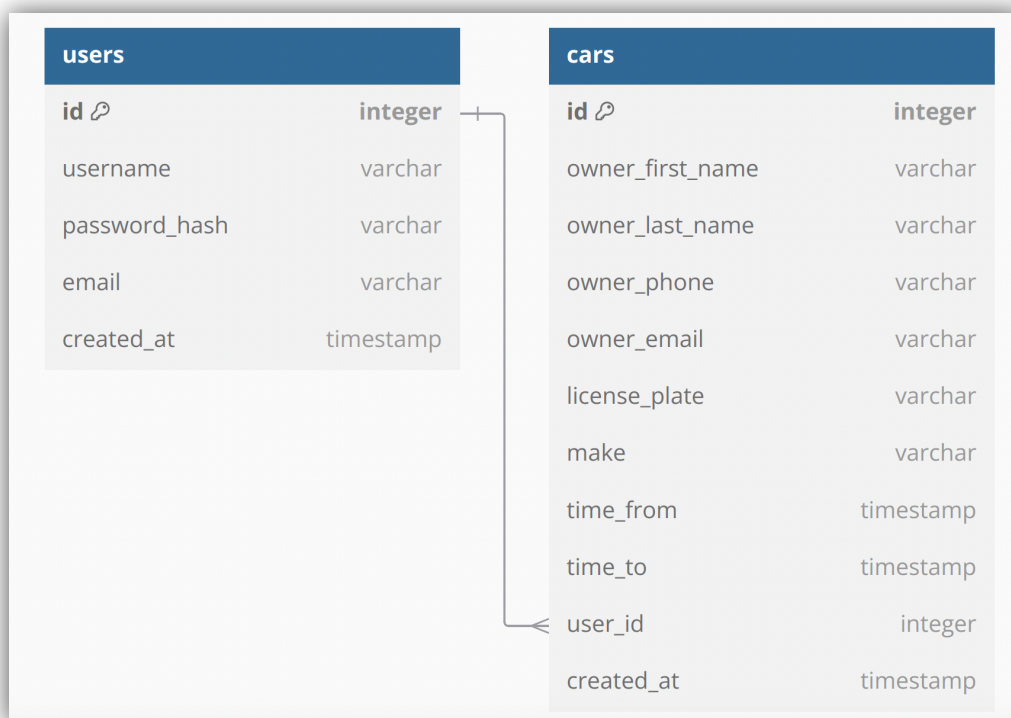 users
id integer
username varchar
password_hash varchar
email varchar
created_at timestamp
cars
id integer
owner_first_name varchar
owner_last_name varchar
owner_phone varchar
owner_email varchar
license_plate varchar
make varchar
time_from timestamp
time_to timestamp
user_id integer
created_at timestamp